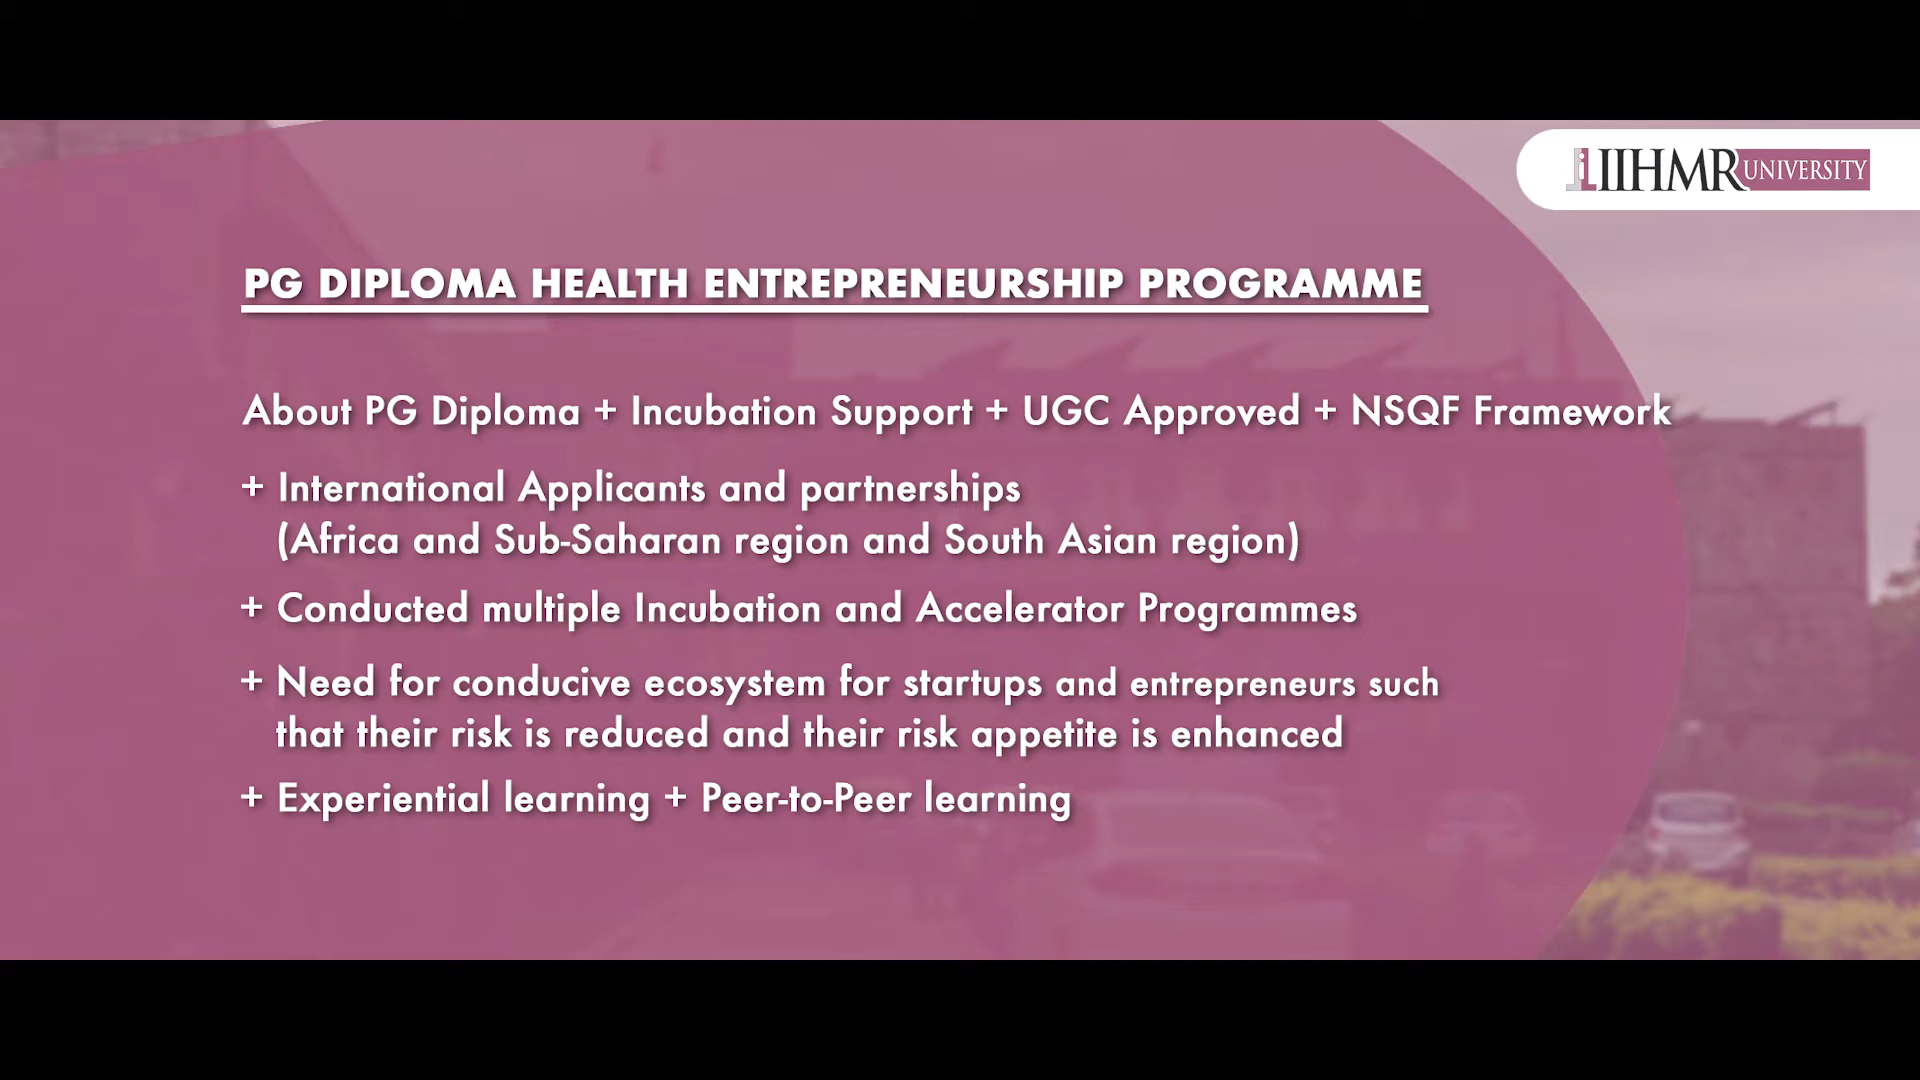 IIHMR UNIVERSITY
PG DIPLOMA HEALTH ENTREPRENEURSHIP PROGRAMME
About PG Diploma + Incubation Support + UGC Approved + NSQF Framework
+ International Applicants and partnerships
(Africa and Sub-Saharan region and South Asian region)
+ Conducted multiple Incubation and Accelerator Programmes
+ Need for conducive ecosystem for startups and entrepreneurs such
that their risk is reduced and their risk appetite is enhanced
+ Experiential learning + Peer-to-Peer learning